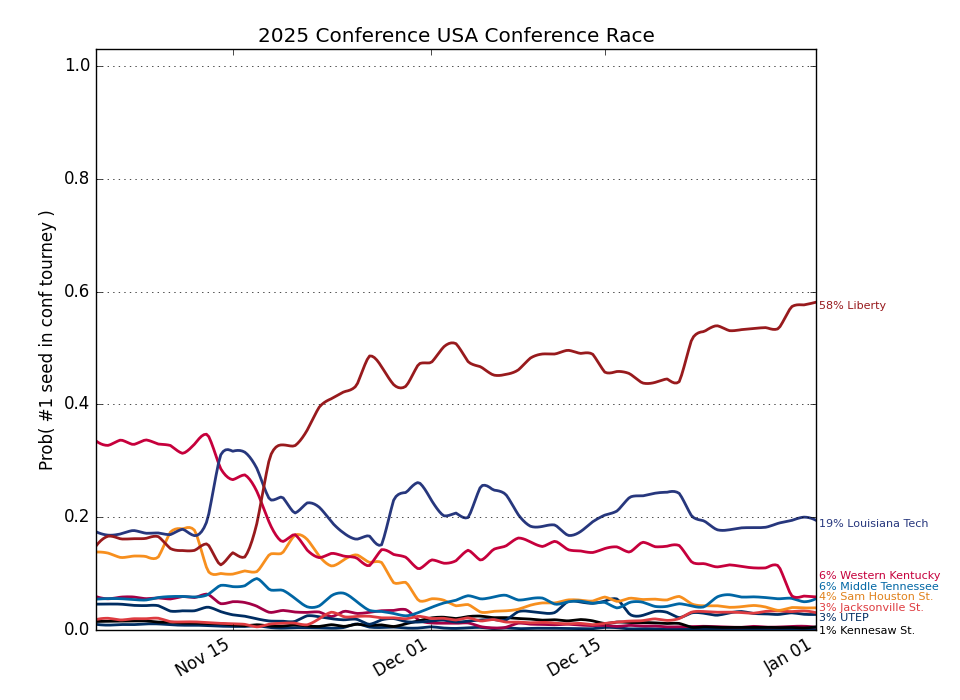 2025 Conference USA Conference Race
Prob( #1 seed in conf tourney )
1.0
0.8
0.6
0.4
0.2
0.0
58% Liberty
19% Louisiana Tech
6% Western Kentucky
6% Middle Tennessee
4% Sam Houston St.
3% Jacksonville St.
3% UTEP
1% Kennesaw St.
Nov 15
Dec 01
Dec 15
Jan 01